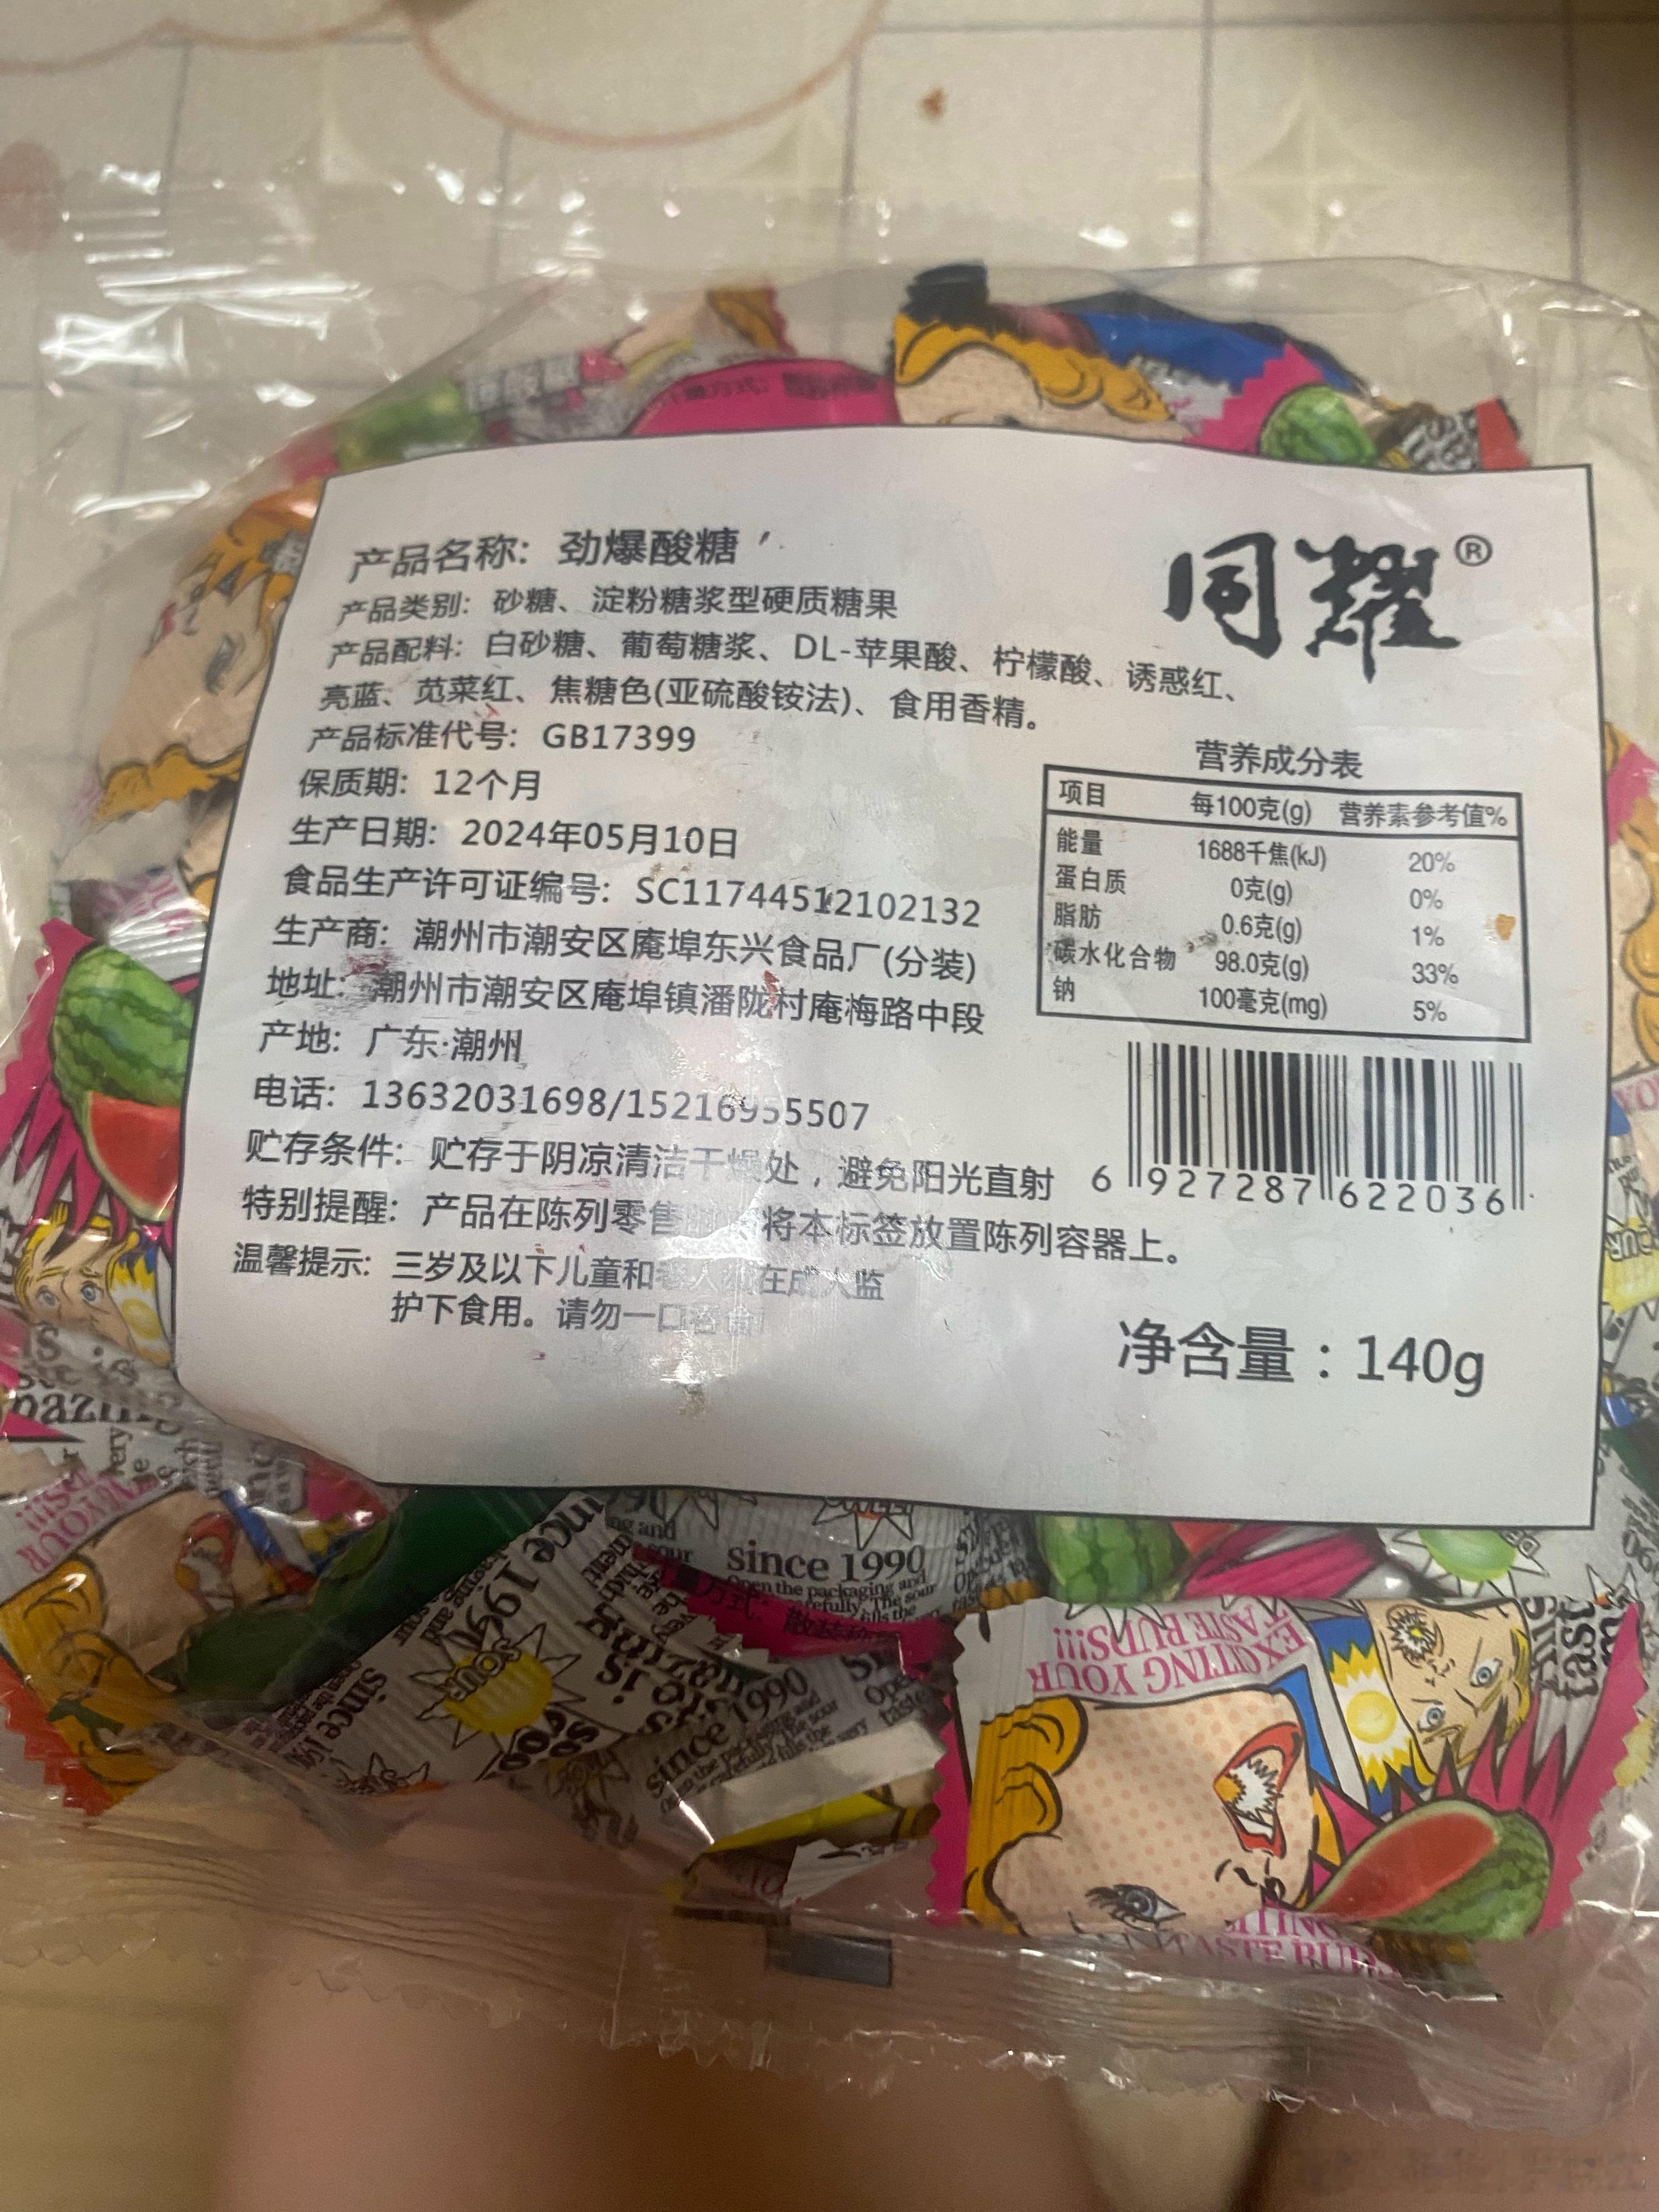 产品名称: 劲爆酸糖
同耀®
产品类别: 砂糖、淀粉糖浆型硬质糖果
产品配料: 白砂糖、葡萄糖浆、DL-苹果酸、柠檬酸、诱惑红、
亮蓝、苋菜红、焦糖色(亚硫酸铵法)、食用香精。
产品标准代号: GB17399
保质期: 12个月
生产日期: 2024年05月10日
食品生产许可证编号: SC11744512102132
生产商: 潮州市潮安区庵埠东兴食品厂(分装)
地址: 潮州市潮安区庵埠镇潘陇村庵梅路中段
产地: 广东·潮州
电话: 13632031698/15216955507
贮存条件: 贮存于阴凉清洁干燥处，避免阳光直射
特别提醒: 产品在陈列零售 将本标签放置陈列容器上。
温馨提示: 三岁及以下儿童和老人 在成人监
护下食用。请勿一口吞食
营养成分表
项目 每100克(g) 营养素参考值%
能量 1688千焦(kJ) 20%
蛋白质 0克(g) 0%
脂肪 0.6克(g) 1%
碳水化合物 98.0克(g) 33%
钠 100毫克(mg) 5%
6 927287 622036
净含量：140g
since 1990
Open the packaging and
since 1990
EXCITING YOUR
TASTE BUDS!!!
SOUR
since 1990
TASTE BUDS